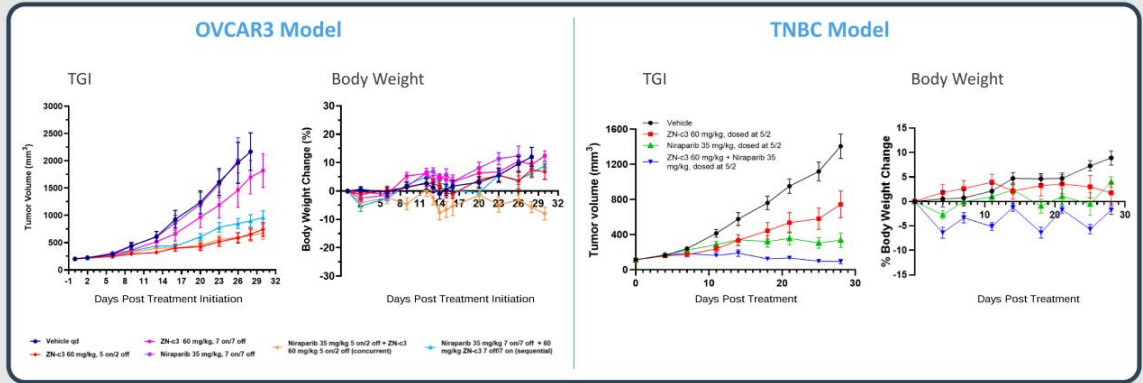 OVCAR3 Model
TNBC Model
TGI
Body Weight
TGI
Body Weight
Tumor Volume (mm³)
3000
2500
2000
1500
1000
500
0
-1 2 5 8 11 14 17 20 23 26 29 32
Days Post Treatment Initiation
Body Weight Change (%)
30
20
10
0
-10
-20
-30
5 8 11 14 17 20 23 26 29 32
Days Post Treatment Initiation
Tumor volume (mm³)
1600
1200
800
400
0
0 10 20 30
Days Post Treatment
Vehicle
ZN-c3 60 mg/kg, dosed at 5/2
Niraparib 35 mg/kg, dosed at 5/2
ZN-c3 60 mg/kg + Niraparib 35
mg/kg, dosed at 5/2
% Body Weight Change
15
10
5
0
-5
-10
-15
10 20 30
Days Post Treatment
Vehicle qd
ZN-c3 60 mg/kg, 5 on/2 off
ZN-c3 60 mg/kg, 7 on/7 off
Niraparib 35 mg/kg, 7 on/7 off
Niraparib 35 mg/kg 5 on/2 off + ZN-c3
60 mg/kg 5 on/2 off (concurrent)
Niraparib 35 mg/kg 7 on/7 off + 60
mg/kg ZN-c3 7 off/7 on (sequential)